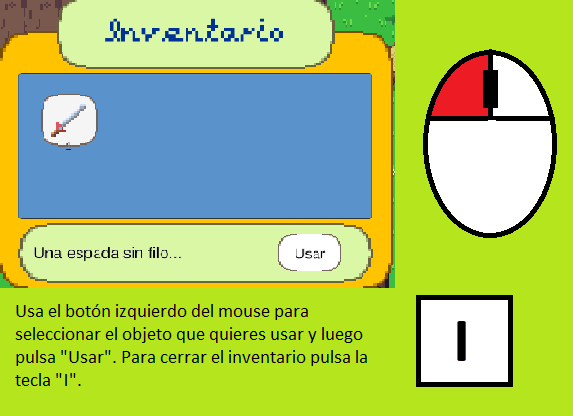 Inventario
Una espada sin filo...
Usar
Usa el botón izquierdo del mouse para
seleccionar el objeto que quieres usar y luego
pulsa "Usar". Para cerrar el inventario pulsa la
tecla "I".
I